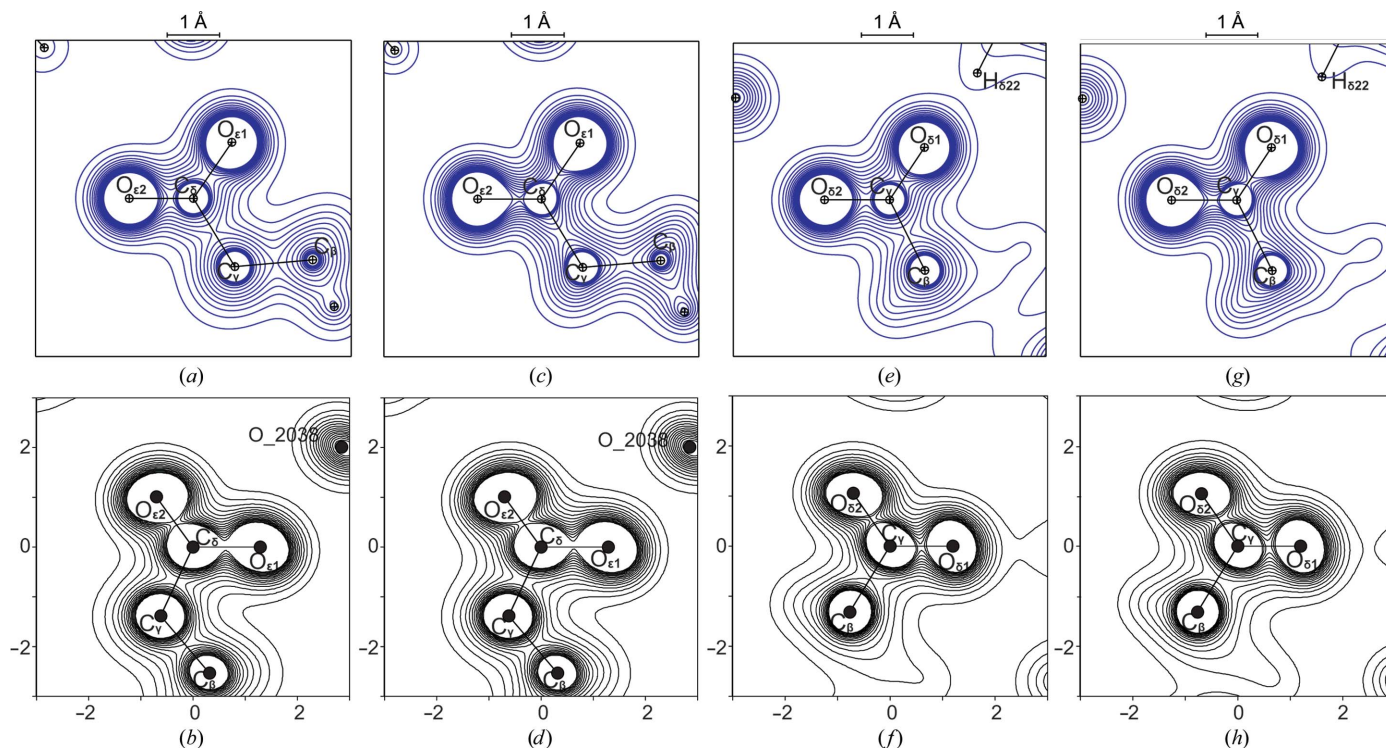 1 Å 1 Å 1 Å 1 Å
Hδ22 Hδ22
Oε1 Oε1 Oδ1 Oδ1
Oε2 Cδ Oε2 Cδ Oδ2 Cγ Oδ2 Cγ
Cβ Cβ
Cγ Cγ Cβ Cβ
(a) (c) (e) (g)
O_2038 O_2038
2 2 2 2
Oε2 Oε2 Oδ2 Oδ2
Cδ Cδ Cγ Cγ
0 0 0 0
Oε1 Oε1 Oδ1 Oδ1
Cγ Cγ Cβ Cβ
−2 −2 −2 −2
Cβ Cβ
−2 0 2 −2 0 2 −2 0 2 −2 0 2
(b) (d) (f) (h)